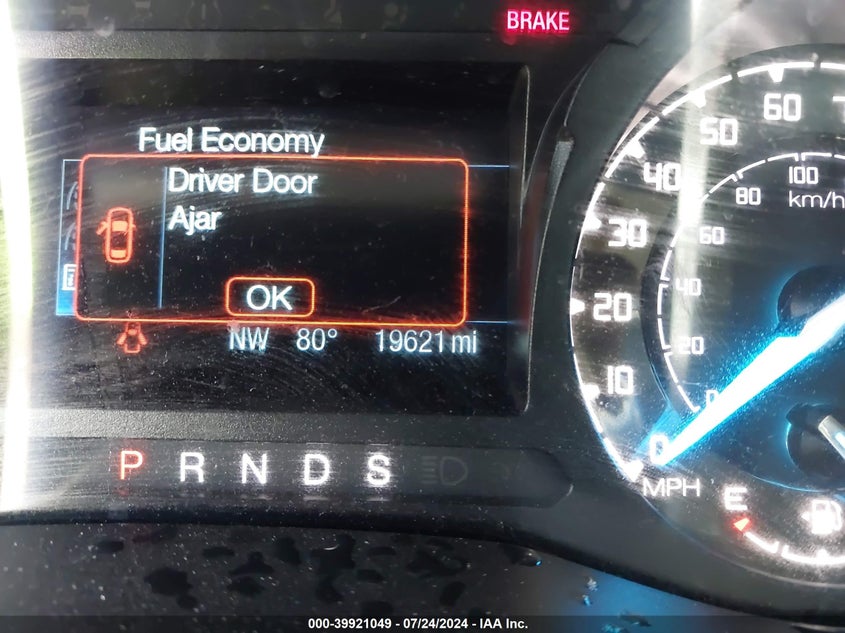 BRAKE
Fuel Economy
Driver Door
Ajar
OK
NW 80° 19621 mi
P R N D S
0
10
20
30
40
50
60
0
20
40
60
80
100
km/h
MPH
E
000-39921049 - 07/24/2024 - IAA Inc.